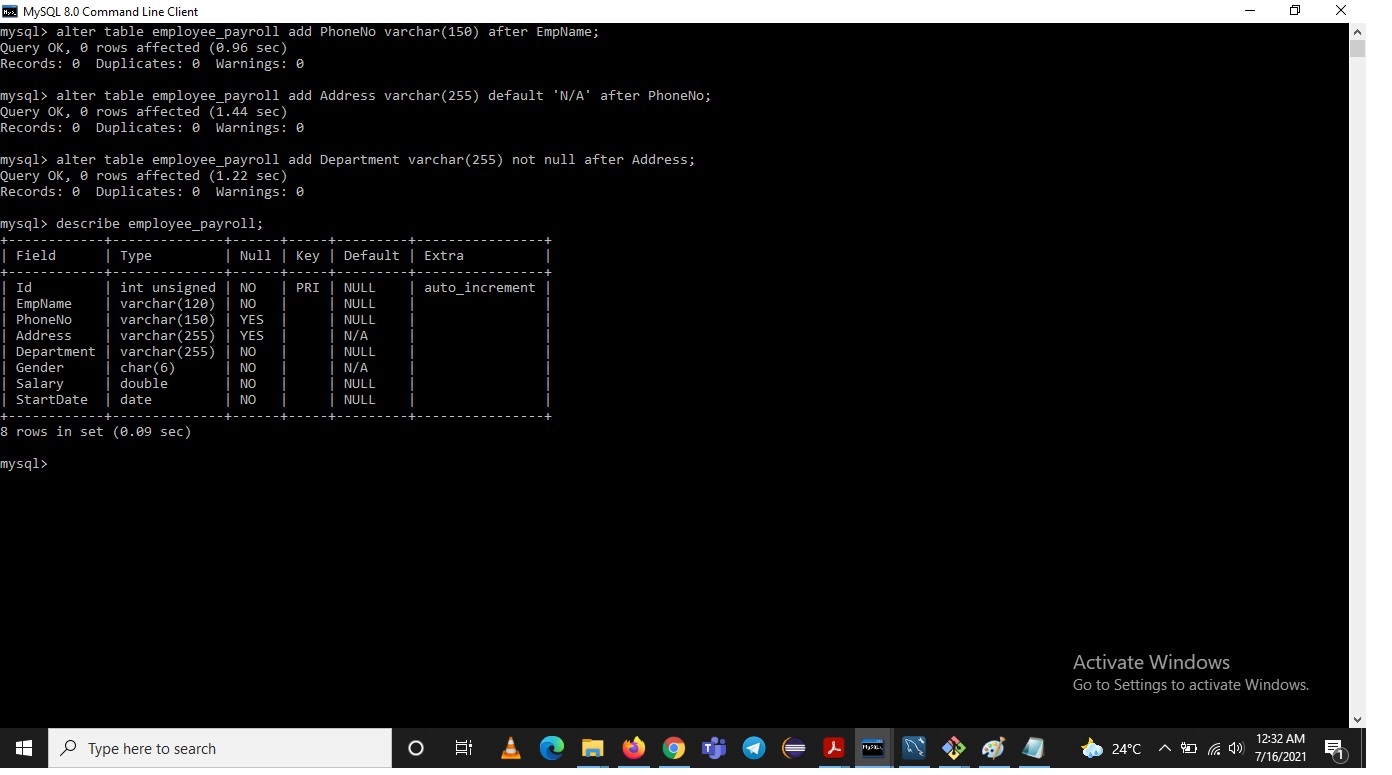 MySQL 8.0 Command Line Client
mysql> alter table employee_payroll add PhoneNo varchar(150) after EmpName;
Query OK, 0 rows affected (0.96 sec)
Records: 0  Duplicates: 0  Warnings: 0
mysql> alter table employee_payroll add Address varchar(255) default 'N/A' after PhoneNo;
Query OK, 0 rows affected (1.44 sec)
Records: 0  Duplicates: 0  Warnings: 0
mysql> alter table employee_payroll add Department varchar(255) not null after Address;
Query OK, 0 rows affected (1.22 sec)
Records: 0  Duplicates: 0  Warnings: 0
mysql> describe employee_payroll;
+------------+--------------+------+-----+---------+----------------+
| Field      | Type         | Null | Key | Default | Extra          |
+------------+--------------+------+-----+---------+----------------+
| Id         | int unsigned | NO   | PRI | NULL    | auto_increment |
| EmpName    | varchar(120) | NO   |     | NULL    |                |
| PhoneNo    | varchar(150) | YES  |     | NULL    |                |
| Address    | varchar(255) | YES  |     | N/A     |                |
| Department | varchar(255) | NO   |     | NULL    |                |
| Gender     | char(6)      | NO   |     | N/A     |                |
| Salary     | double       | NO   |     | NULL    |                |
| StartDate  | date         | NO   |     | NULL    |                |
+------------+--------------+------+-----+---------+----------------+
8 rows in set (0.09 sec)
mysql>
Activate Windows
Go to Settings to activate Windows.
Type here to search
24°C
12:32 AM
7/16/2021
1